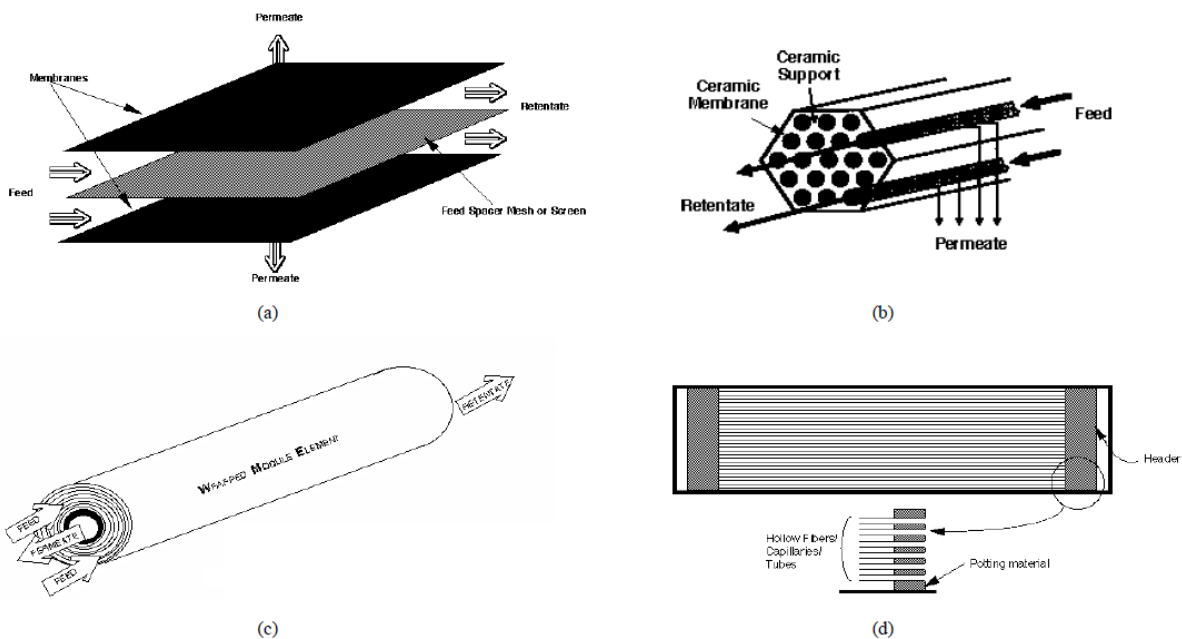 Permeate
Membranes
Retentate
Feed
Feed Spacer Mesh or Screen
Permeate
(a)
Ceramic
Support
Ceramic
Membrane
Feed
Retentate
Permeate
(b)
RETENTATE
WRAPPED MODULE ELEMENT
FEED
PERMEATE
FEED
(c)
Header
Hollow Fibers/
Capillaries/
Tubes
Potting material
(d)